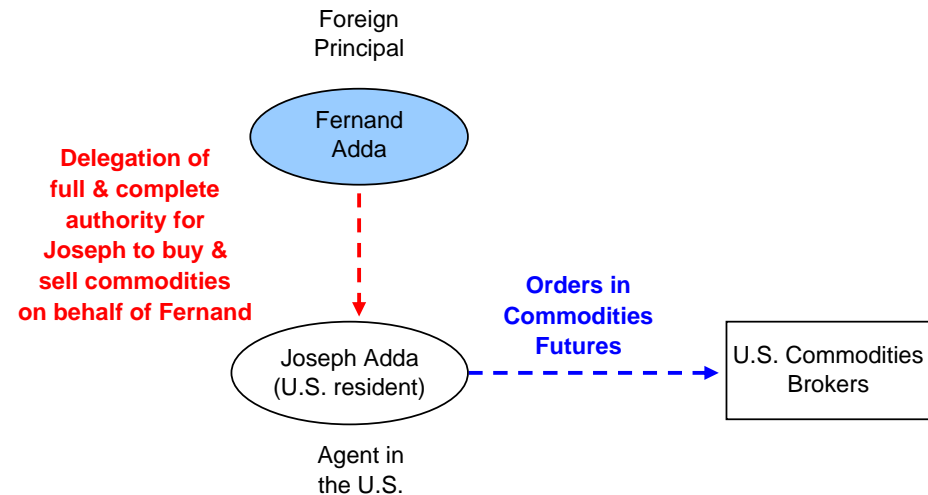 Foreign
Principal
Fernand
Adda
Delegation of
full & complete
authority for
Joseph to buy &
sell commodities
on behalf of Fernand
Orders in
Commodities
Futures
Joseph Adda
(U.S. resident)
U.S. Commodities
Brokers
Agent in
the U.S.